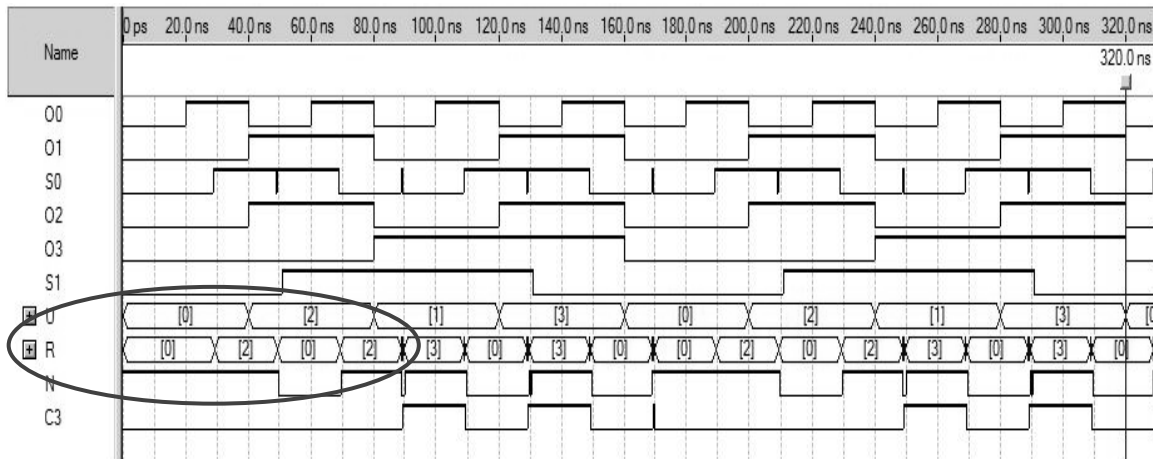 0 ps 20.0 ns 40.0 ns 60.0 ns 80.0 ns 100.0 ns 120.0 ns 140.0 ns 160.0 ns 180.0 ns 200.0 ns 220.0 ns 240.0 ns 260.0 ns 280.0 ns 300.0 ns 320.0 ns
Name
320.0 ns
O0
O1
S0
O2
O3
S1
U [0] [2] [1] [3] [0] [2] [1] [3]
R [0] [2] [0] [2] [3] [0] [3] [0] [0] [2] [0] [2] [3] [0] [3] [0]
N
C3